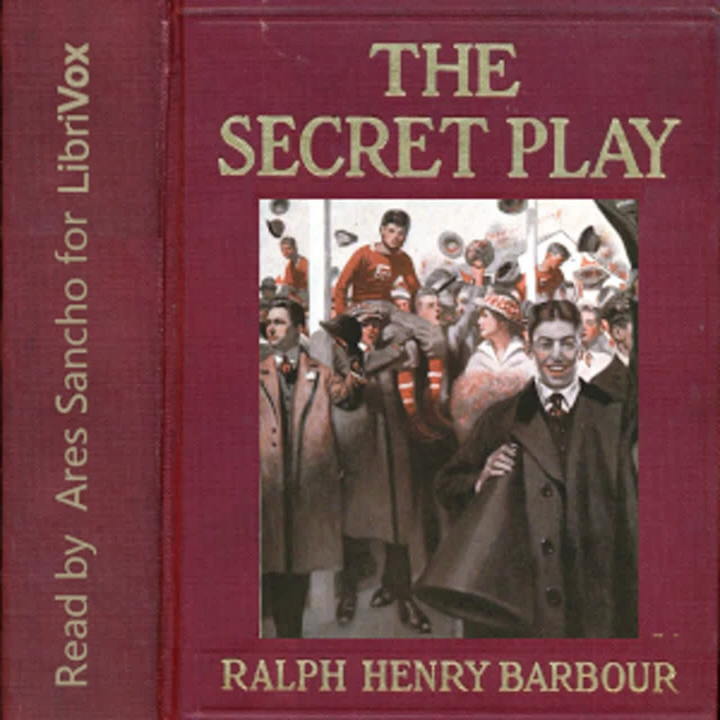 Read by Ares Sancho for LibriVox
THE
SECRET PLAY
RALPH HENRY BARBOUR